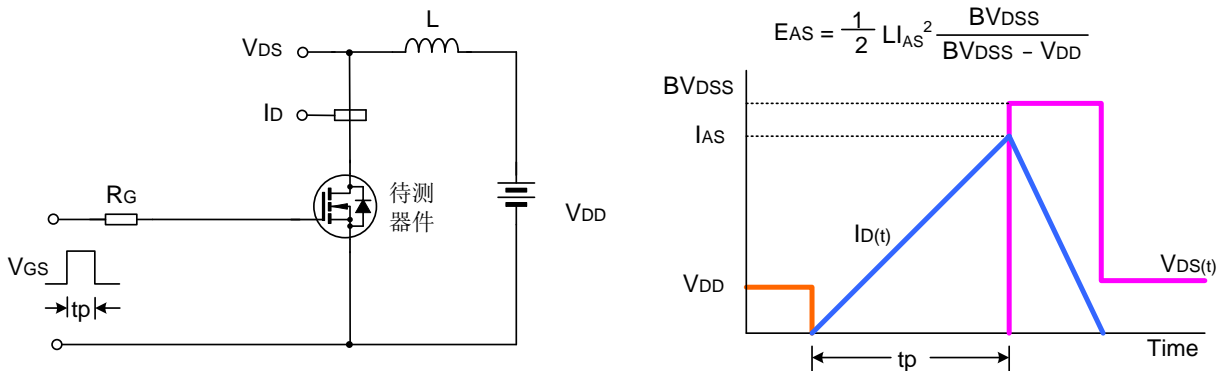 VDS
L
ID
RG
待测
器件
VDD
VGS
tp
EAS = 1/2 LIAS² BVDSS/(BVDSS − VDD)
BVDSS
IAS
ID(t)
VDD
VDS(t)
tp
Time